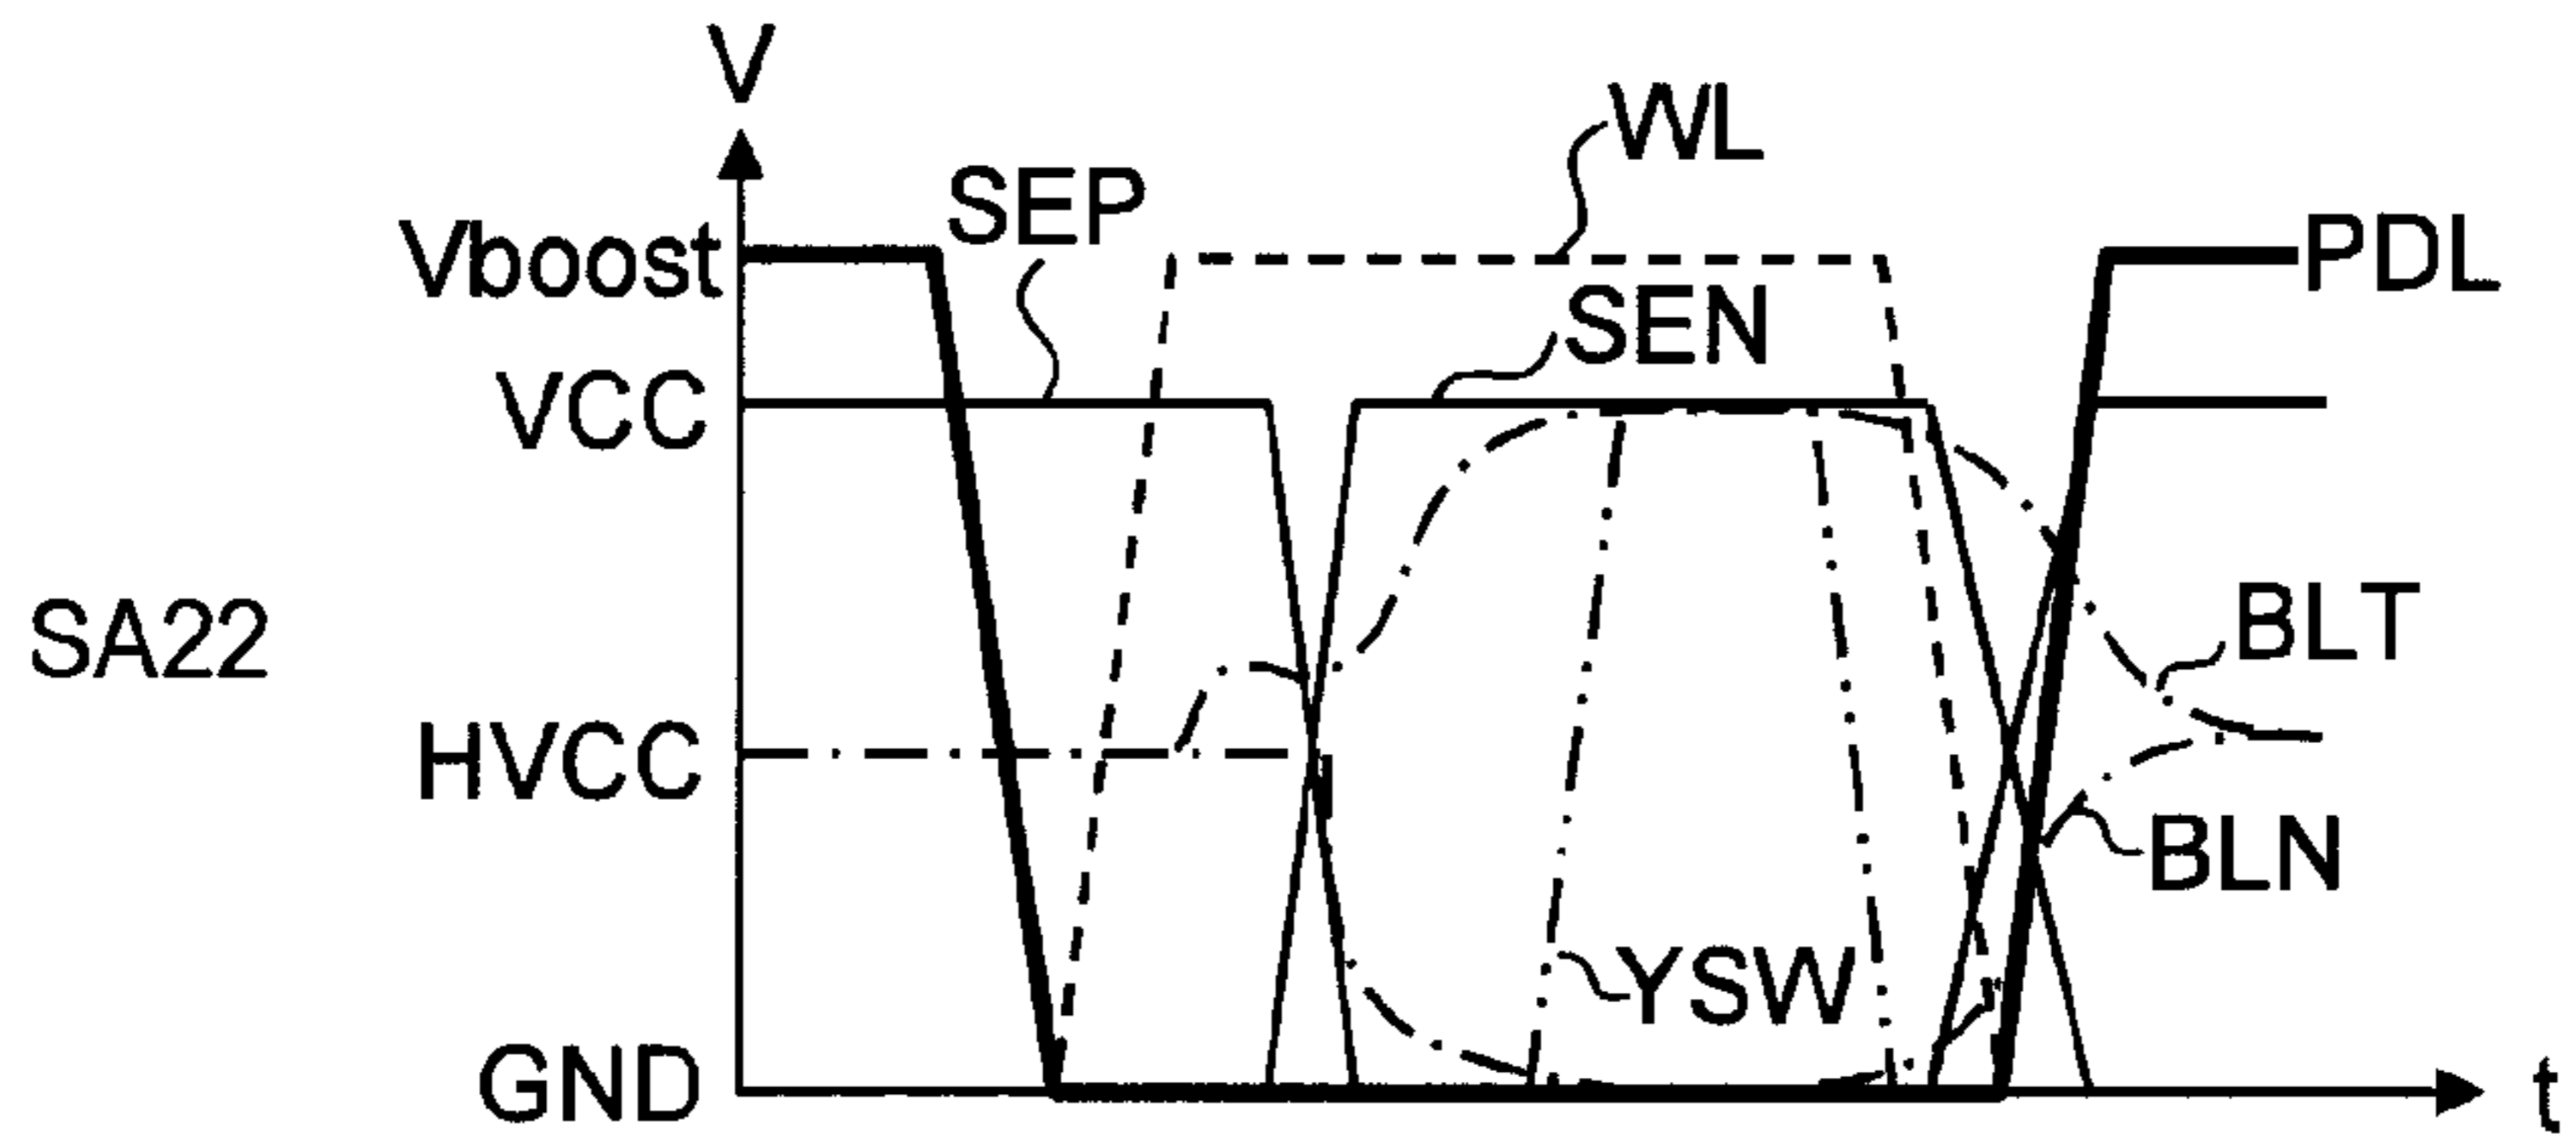 V
WL
SEP
Vboost
PDL
SEN
VCC
SA22
BLT
HVCC
BLN
YSW
GND
t